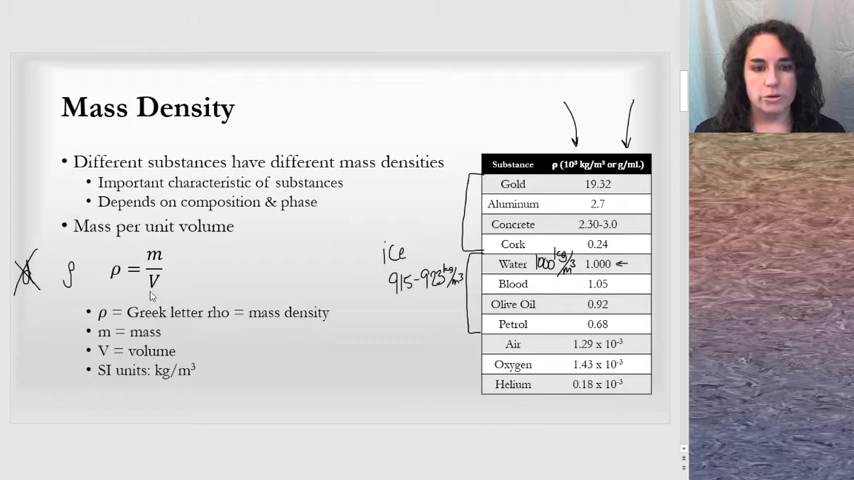 Mass Density
• Different substances have different mass densities
• Important characteristic of substances
• Depends on composition & phase
• Mass per unit volume
ρ
ρ = m/V
• ρ = Greek letter rho = mass density
• m = mass
• V = volume
• SI units: kg/m³
ice
915-923 kg/m³
Substance ρ (10³ kg/m³ or g/mL)
Gold 19.32
Aluminum 2.7
Concrete 2.30-3.0
Cork 0.24
Water 1000 kg/m³ 1.000 ←
Blood 1.05
Olive Oil 0.92
Petrol 0.68
Air 1.29 x 10⁻³
Oxygen 1.43 x 10⁻³
Helium 0.18 x 10⁻³